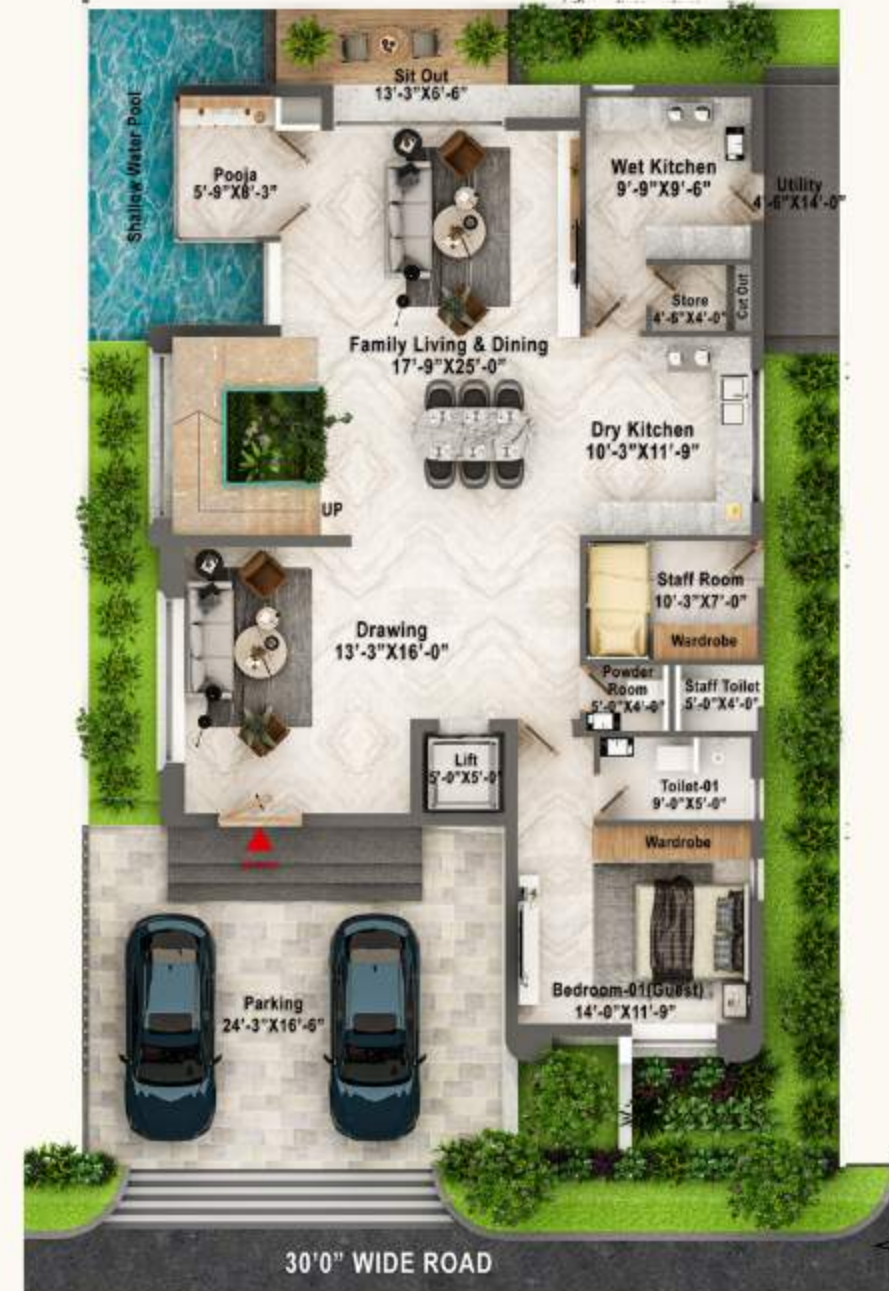 Sit Out
13'-3"X6'-6"
Shallow Water Pool
Pooja
5'-9"X8'-3"
Wet Kitchen
9'-9"X9'-6"
Utility
4'-6"X14'-0"
Store
4'-6"X4'-0"
Cut Out
Family Living & Dining
17'-9"X25'-0"
Dry Kitchen
10'-3"X11'-9"
UP
Staff Room
10'-3"X7'-0"
Wardrobe
Drawing
13'-3"X16'-0"
Powder
Room
5'-0"X4'-0"
Staff Toilet
5'-0"X4'-0"
Lift
5'-0"X5'-0"
Toilet-01
9'-0"X5'-0"
Wardrobe
Bedroom-01(Guest)
14'-0"X11'-9"
Parking
24'-3"X16'-6"
30'0" WIDE ROAD